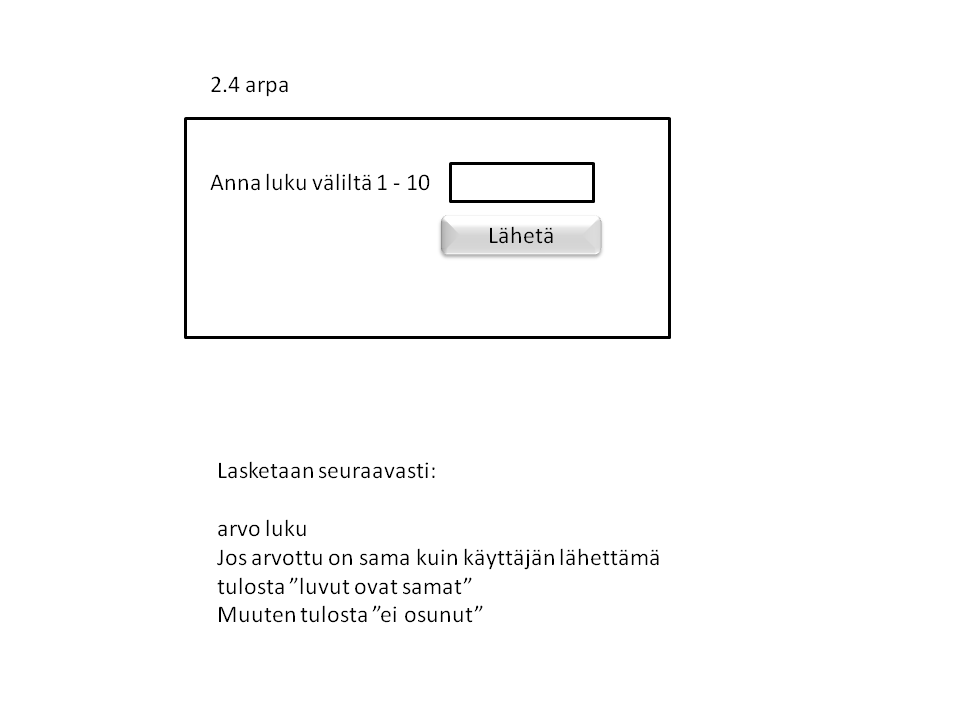 2.4 arpa
Anna luku väliltä 1 - 10
Lähetä
Lasketaan seuraavasti:
arvo luku
Jos arvottu on sama kuin käyttäjän lähettämä
tulosta ”luvut ovat samat”
Muuten tulosta ”ei osunut”